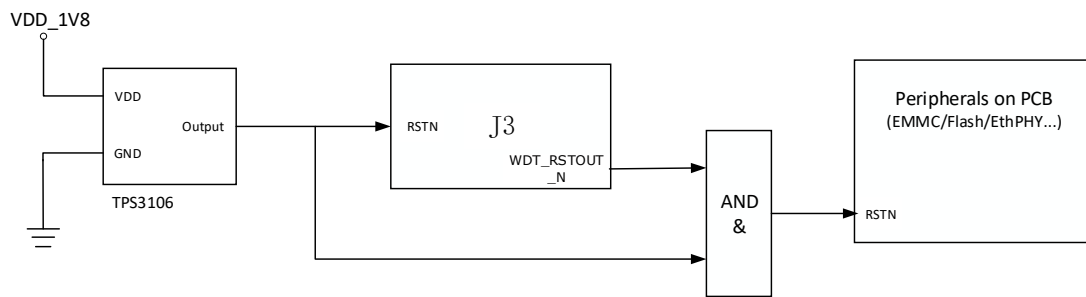 VDD_1V8
VDD
Output
GND
TPS3106
RSTN
J3
WDT_RSTOUT
_N
AND
&
Peripherals on PCB
(EMMC/Flash/EthPHY...)
RSTN